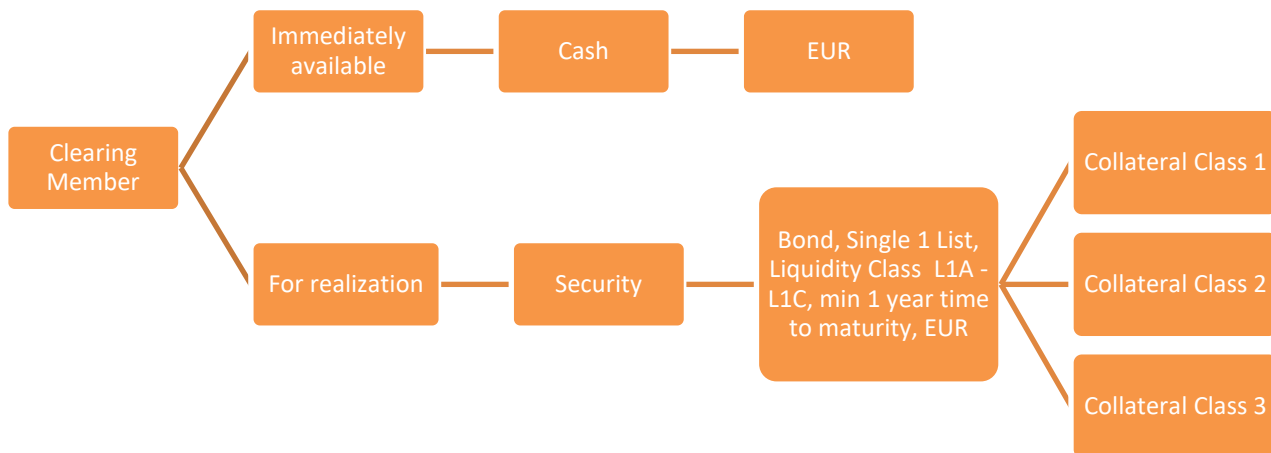 Immediately
available
Cash
EUR
Clearing
Member
Collateral Class 1
For realization
Security
Bond, Single 1 List,
Liquidity Class  L1A -
L1C, min 1 year time
to maturity, EUR
Collateral Class 2
Collateral Class 3